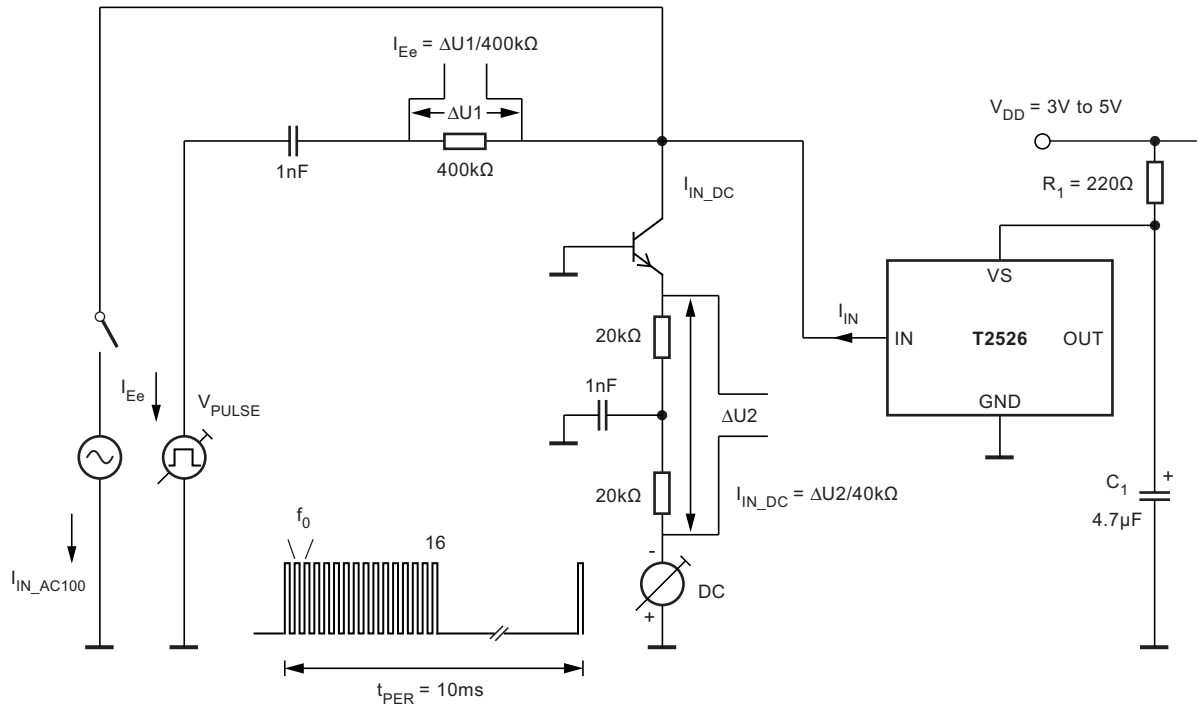 I_Ee = ΔU1/400kΩ
ΔU1
V_DD = 3V to 5V
1nF
400kΩ
R_1 = 220Ω
I_IN_DC
VS
I_IN
IN
T2526
OUT
GND
20kΩ
1nF
ΔU2
I_Ee
V_PULSE
20kΩ
I_IN_DC = ΔU2/40kΩ
C_1
+
4.7μF
f_0
16
I_IN_AC100
-
DC
+
t_PER = 10ms